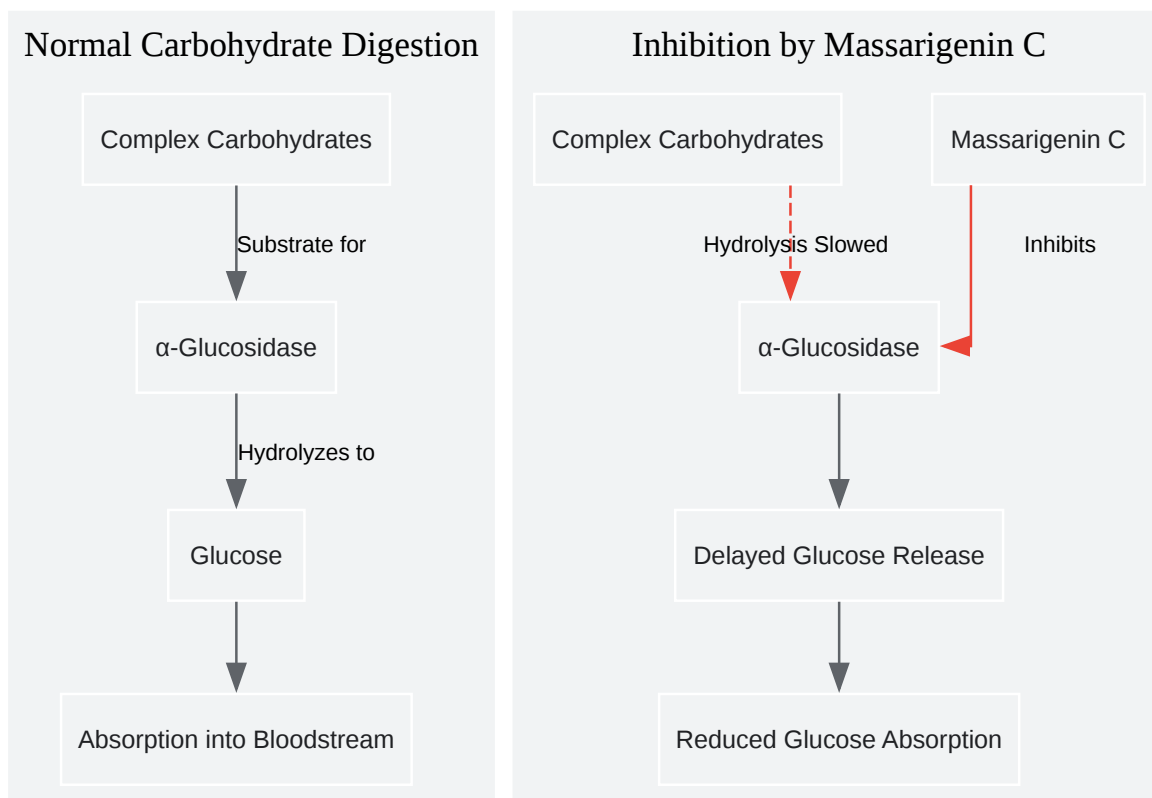 Normal Carbohydrate Digestion
Complex Carbohydrates
Substrate for
α-Glucosidase
Hydrolyzes to
Glucose
Absorption into Bloodstream
Inhibition by Massarigenin C
Complex Carbohydrates
Massarigenin C
Hydrolysis Slowed
Inhibits
α-Glucosidase
Delayed Glucose Release
Reduced Glucose Absorption